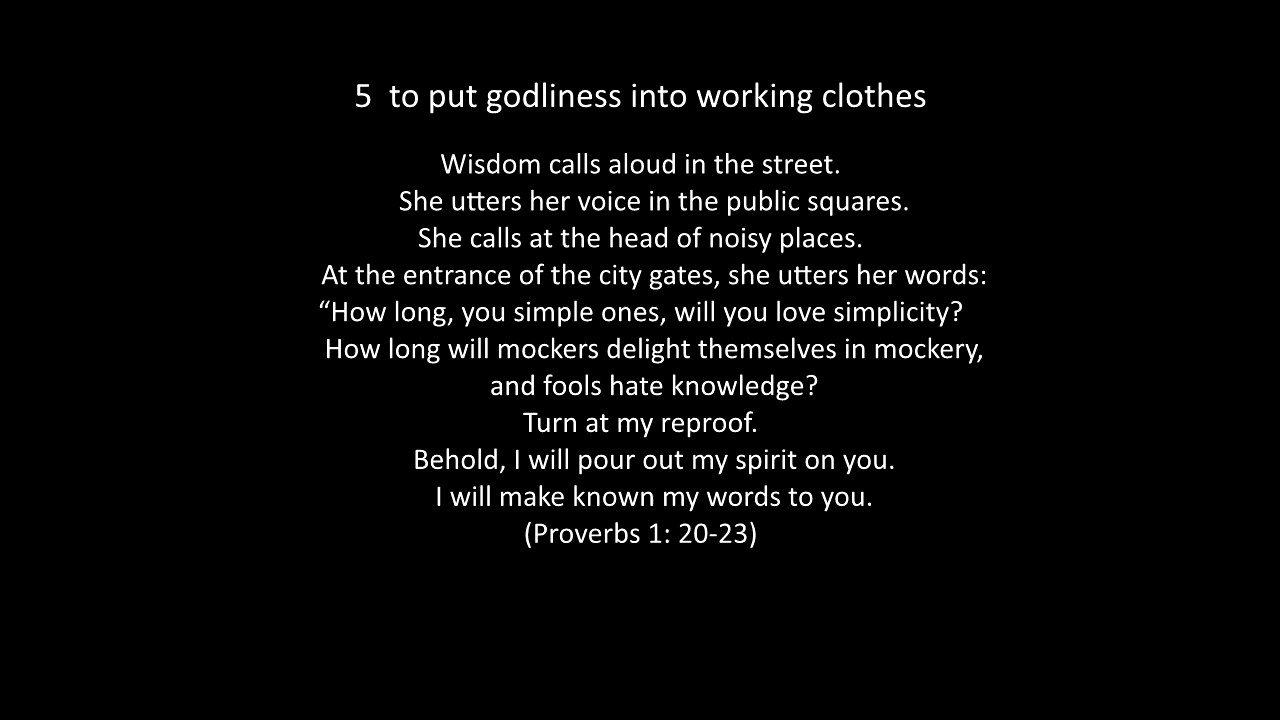 5 to put godliness into working clothes
Wisdom calls aloud in the street.
She utters her voice in the public squares.
She calls at the head of noisy places.
At the entrance of the city gates, she utters her words:
“How long, you simple ones, will you love simplicity?
How long will mockers delight themselves in mockery,
and fools hate knowledge?
Turn at my reproof.
Behold, I will pour out my spirit on you.
I will make known my words to you.
(Proverbs 1: 20-23)